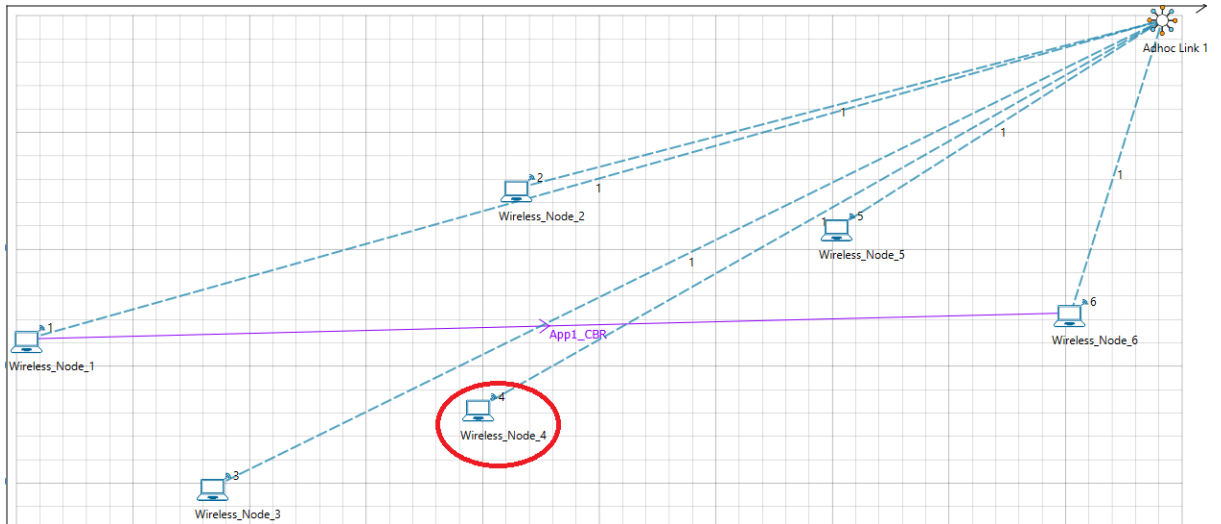 Adhoc Link 1
1
1
2
1
Wireless_Node_2
5
1
1
Wireless_Node_5
1
6
1
App1_CBR
Wireless_Node_6
Wireless_Node_1
4
Wireless_Node_4
3
Wireless_Node_3